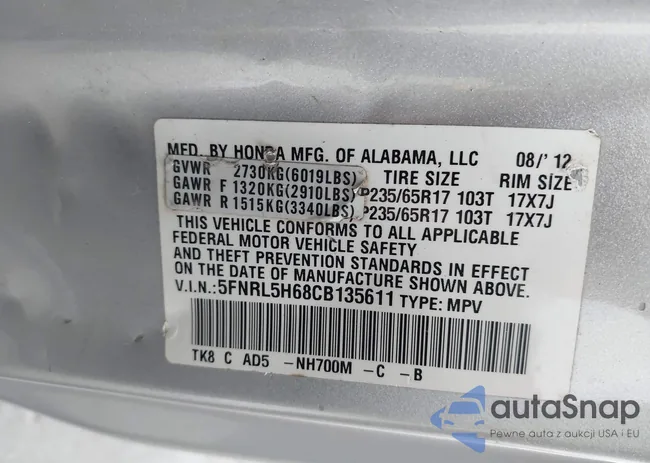 MFD. BY HONDA MFG. OF ALABAMA, LLC 08/'12
GVWR 2730KG(6019LBS) TIRE SIZE RIM SIZE
GAWR F 1320KG(2910LBS) P235/65R17 103T 17X7J
GAWR R 1515KG(3340LBS) P235/65R17 103T 17X7J
THIS VEHICLE CONFORMS TO ALL APPLICABLE
FEDERAL MOTOR VEHICLE SAFETY
AND THEFT PREVENTION STANDARDS IN EFFECT
ON THE DATE OF MANUFACTURE SHOWN ABOVE.
V.I.N.:5FNRL5H68CB135611 TYPE: MPV
TK8 C AD5 -NH700M -C -B
autaSnap
Pewne auta z aukcji USA i EU